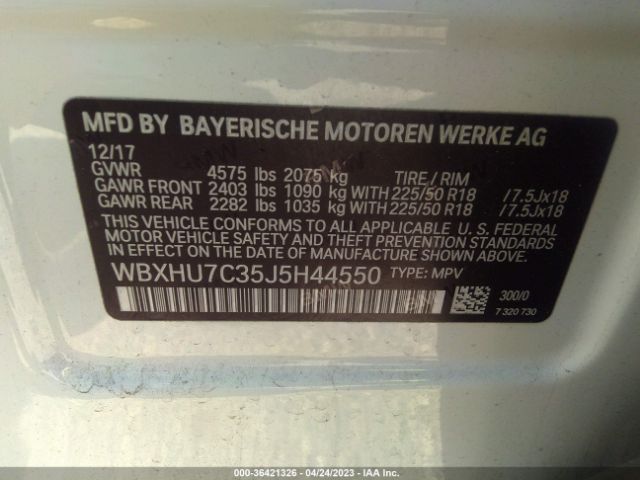 MFD BY BAYERISCHE MOTOREN WERKE AG
12/17
GVWR 4575 lbs 2075 kg TIRE / RIM
GAWR FRONT 2403 lbs 1090 kg WITH 225/50 R18 / 7.5Jx18
GAWR REAR 2282 lbs 1035 kg WITH 225/50 R18 / 7.5Jx18
THIS VEHICLE CONFORMS TO ALL APPLICABLE U. S. FEDERAL
MOTOR VEHICLE SAFETY AND THEFT PREVENTION STANDARDS
IN EFFECT ON THE DATE OF MANUFACTURE SHOWN ABOVE.
WBXHU7C35J5H44550 TYPE: MPV
300/0
7 320 730
000-36421326 | 04/24/2023 | IAA Inc.